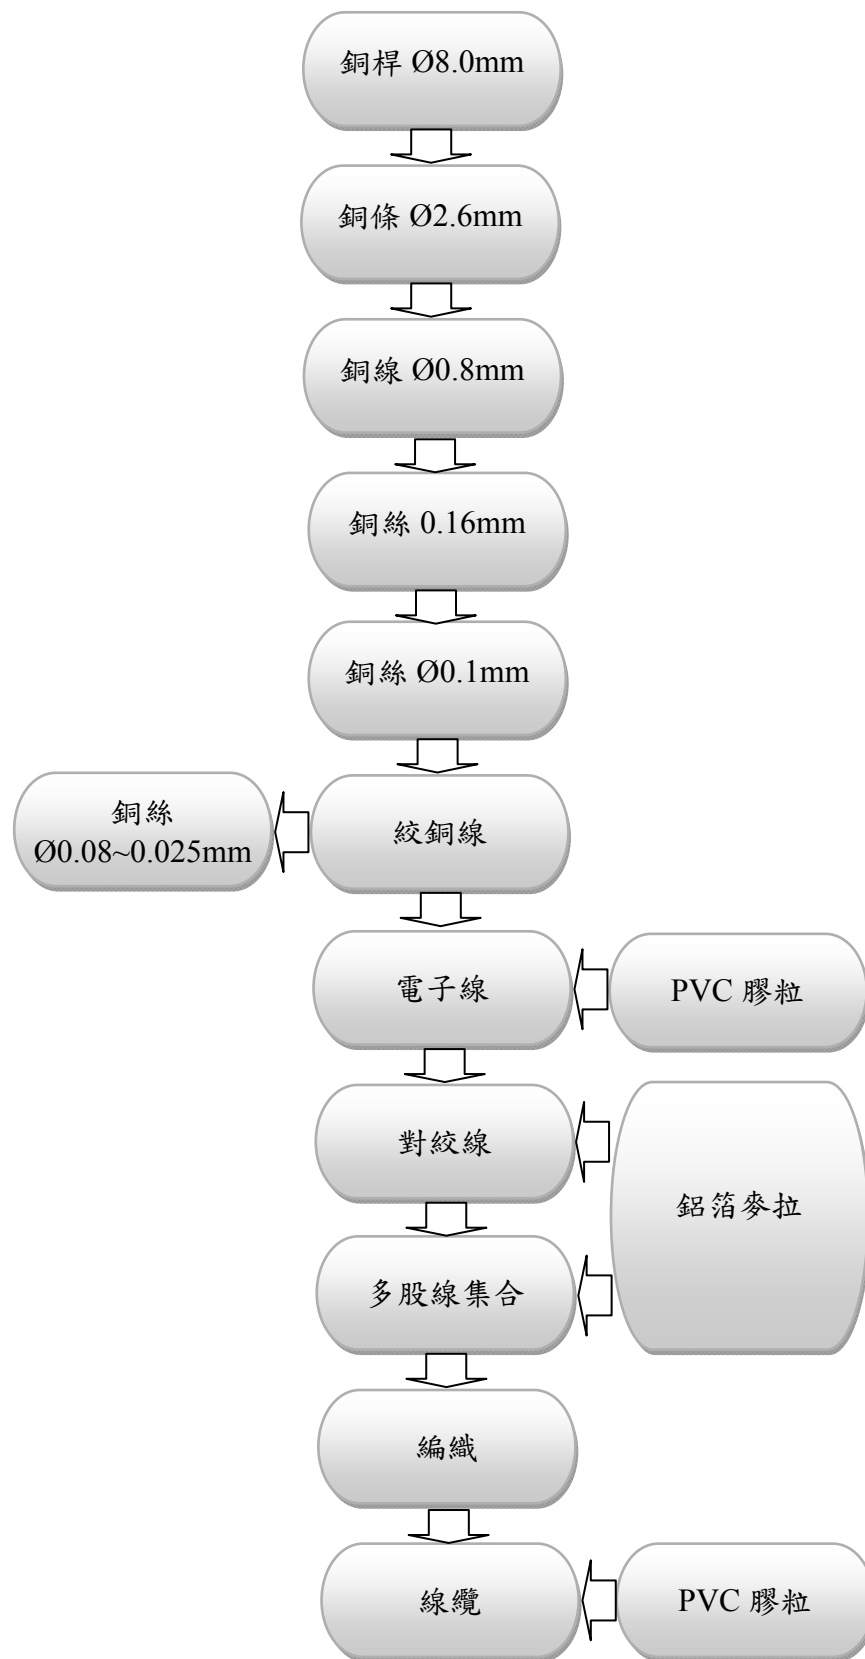 銅桿 Ø8.0mm
銅條 Ø2.6mm
銅線 Ø0.8mm
銅絲 0.16mm
銅絲 Ø0.1mm
銅絲
Ø0.08~0.025mm
絞銅線
電子線
PVC 膠粒
對絞線
鋁箔麥拉
多股線集合
編織
線纜
PVC 膠粒